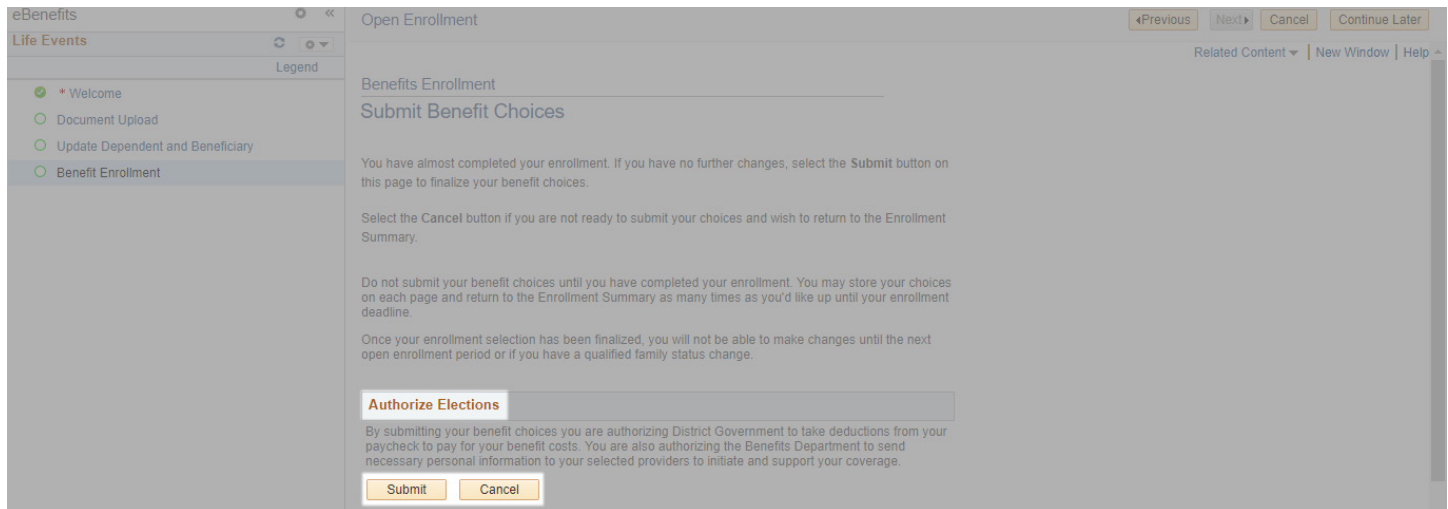 eBenefits
Life Events
Legend
* Welcome
Document Upload
Update Dependent and Beneficiary
Benefit Enrollment
Open Enrollment
Previous Next Cancel Continue Later
Related Content New Window | Help
Benefits Enrollment
Submit Benefit Choices
You have almost completed your enrollment. If you have no further changes, select the Submit button on
this page to finalize your benefit choices.
Select the Cancel button if you are not ready to submit your choices and wish to return to the Enrollment
Summary.
Do not submit your benefit choices until you have completed your enrollment. You may store your choices
on each page and return to the Enrollment Summary as many times as you'd like up until your enrollment
deadline.
Once your enrollment selection has been finalized, you will not be able to make changes until the next
open enrollment period or if you have a qualified family status change.
Authorize Elections
By submitting your benefit choices you are authorizing District Government to take deductions from your
paycheck to pay for your benefit costs. You are also authorizing the Benefits Department to send
necessary personal information to your selected providers to initiate and support your coverage.
Submit Cancel